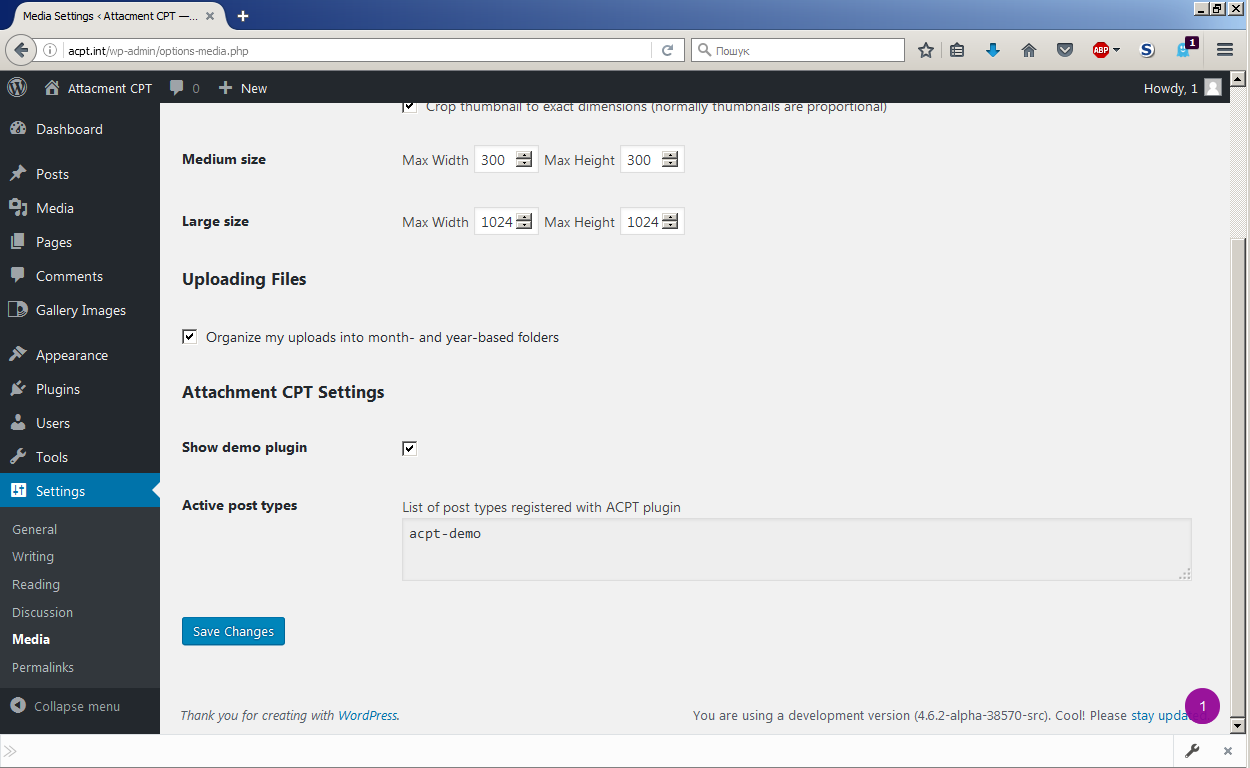 Media Settings ‹ Attacment CPT —...
acpt.int/wp-admin/options-media.php
Пошук
ABP
S
1
Attacment CPT
0
New
Howdy, 1
Dashboard
Posts
Media
Pages
Comments
Gallery Images
Appearance
Plugins
Users
Tools
Settings
General
Writing
Reading
Discussion
Media
Permalinks
Collapse menu
Crop thumbnail to exact dimensions (normally thumbnails are proportional)
Medium size Max Width 300 Max Height 300
Large size Max Width 1024 Max Height 1024
Uploading Files
Organize my uploads into month- and year-based folders
Attachment CPT Settings
Show demo plugin
Active post types List of post types registered with ACPT plugin
acpt-demo
Save Changes
Thank you for creating with WordPress.
You are using a development version (4.6.2-alpha-38570-src). Cool! Please stay updated
1